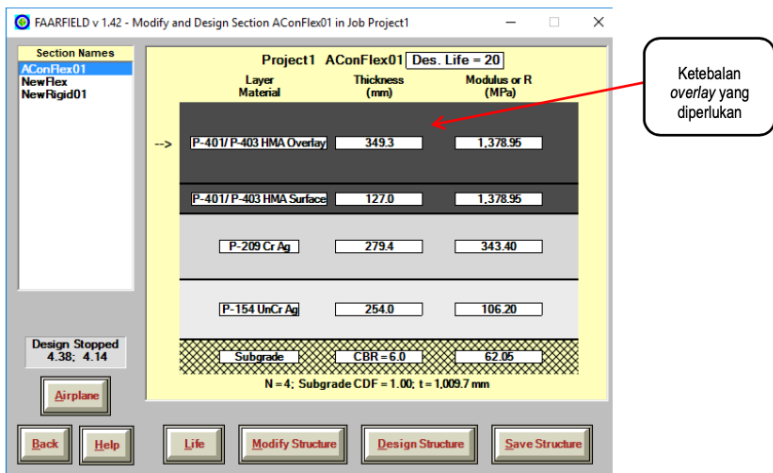 FAARFIELD v 1.42 - Modify and Design Section AConFlex01 in Job Project1
Section Names
AConFlex01
NewFlex
NewRigid01
Project1 AConFlex01 Des. Life = 20
Layer Material Thickness (mm) Modulus or R (MPa)
--> P-401/ P-403 HMA Overlay 349.3 1,378.95
P-401/ P-403 HMA Surface 127.0 1,378.95
P-209 Cr Ag 279.4 343.40
P-154 UnCr Ag 254.0 106.20
Subgrade CBR = 6.0 62.05
N = 4; Subgrade CDF = 1.00; t = 1,009.7 mm
Design Stopped
4.38; 4.14
Airplane
Back Help Life Modify Structure Design Structure Save Structure
Ketebalan
overlay yang
diperlukan